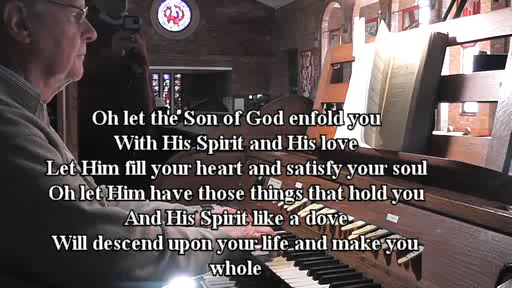 Oh let the Son of God enfold you
With His Spirit and His love
Let Him fill your heart and satisfy your soul
Oh let Him have those things that hold you
And His Spirit like a dove
Will descend upon your life and make you
whole